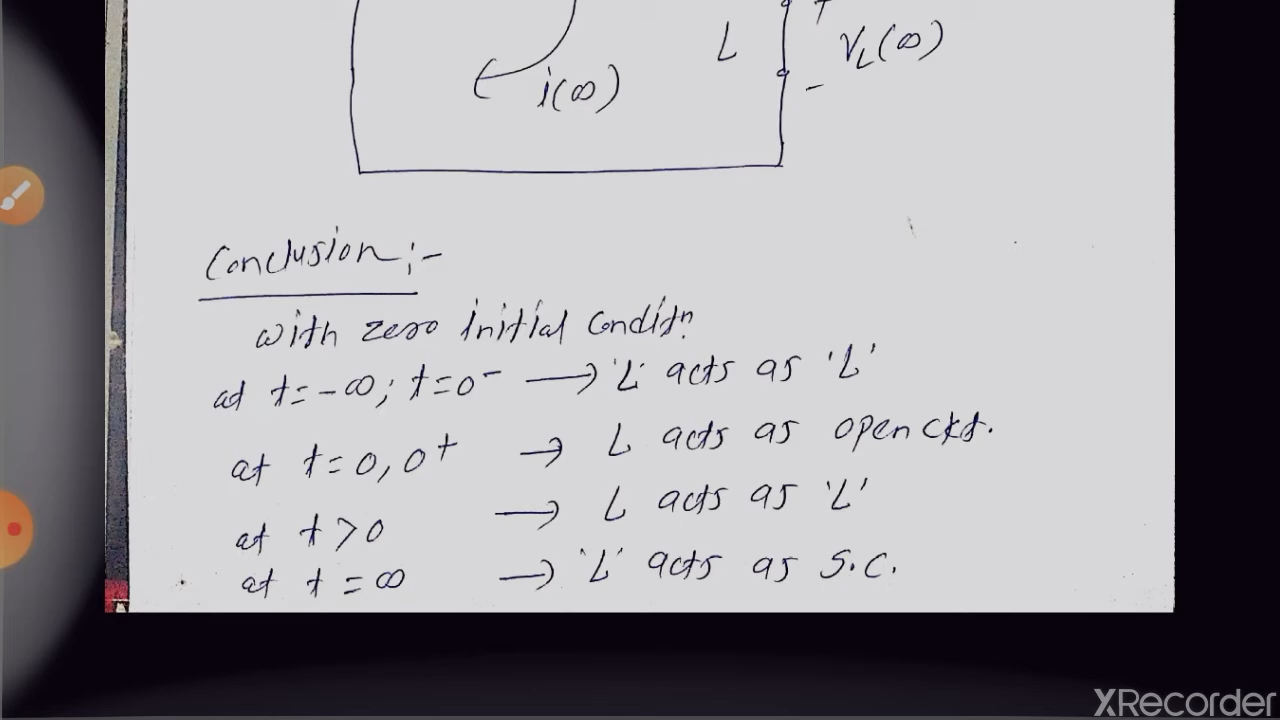 +
L
V_L(∞)
-
i(∞)
Conclusion:-
with zero initial Conditn.
at t=-∞; t=0⁻ → 'L' acts as 'L'
at t=0, 0⁺ → L acts as open ckt.
at t>0 → L acts as 'L'
at t=∞ → 'L' acts as S.C.
XRecorder